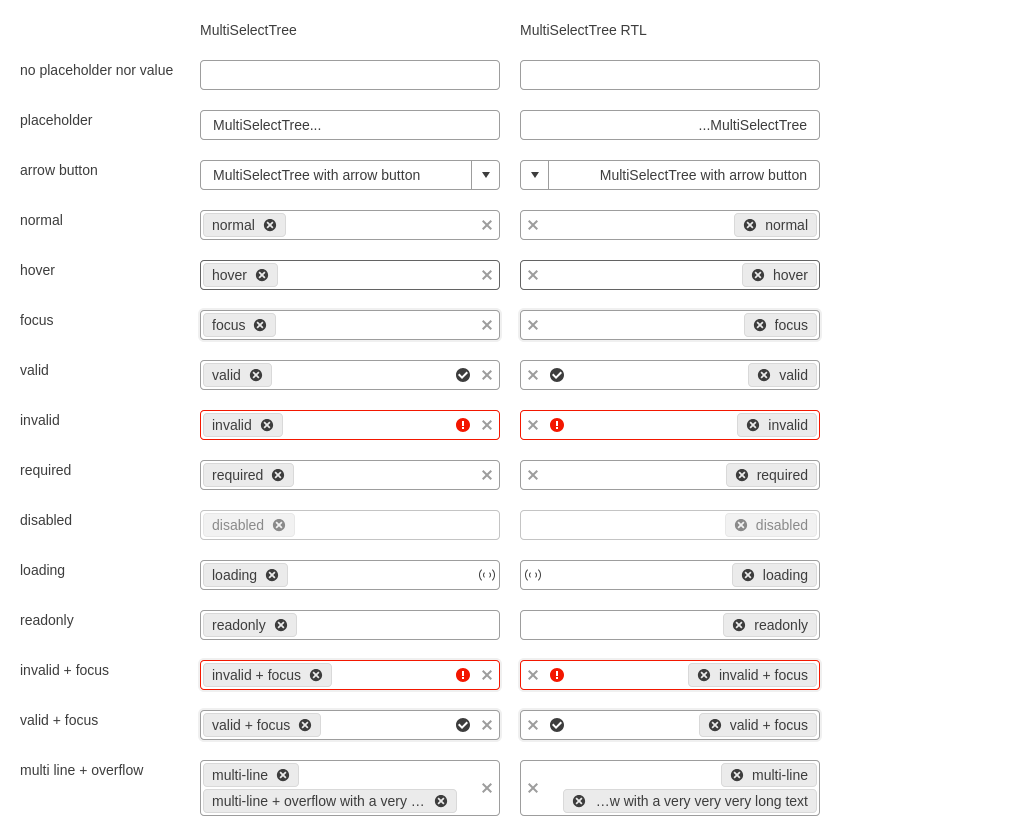 MultiSelectTree MultiSelectTree RTL
no placeholder nor value
placeholder MultiSelectTree... ...MultiSelectTree
arrow button MultiSelectTree with arrow button MultiSelectTree with arrow button
normal normal normal
hover hover hover
focus focus focus
valid valid valid
invalid invalid invalid
required required required
disabled disabled disabled
loading loading loading
readonly readonly readonly
invalid + focus invalid + focus invalid + focus
valid + focus valid + focus valid + focus
multi line + overflow multi-line multi-line
multi-line + overflow with a very … …w with a very very very long text